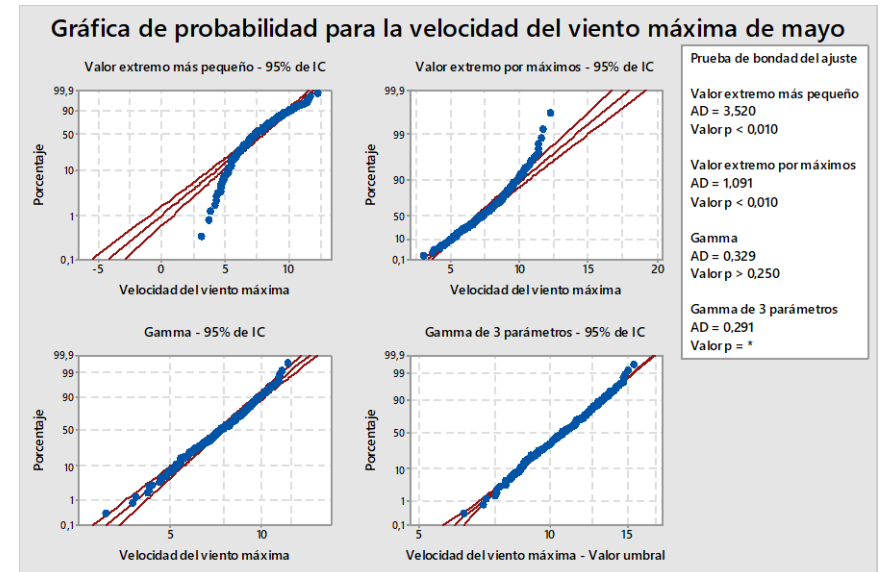 Gráfica de probabilidad para la velocidad del viento máxima de mayo
Valor extremo más pequeño - 95% de IC
99,9
90
50
10
1
0,1
Porcentaje
-5
0
5
10
Velocidad del viento máxima
Valor extremo por máximos - 95% de IC
99,9
99
90
50
10
0,1
Porcentaje
5
10
15
20
Velocidad del viento máxima
Gamma - 95% de IC
99,9
99
90
50
10
1
0,1
Porcentaje
5
10
Velocidad del viento máxima
Gamma de 3 parámetros - 95% de IC
99,9
99
90
50
10
1
0,1
Porcentaje
5
10
15
Velocidad del viento máxima - Valor umbral
Prueba de bondad del ajuste
Valor extremo más pequeño
AD = 3,520
Valor p < 0,010
Valor extremo por máximos
AD = 1,091
Valor p < 0,010
Gamma
AD = 0,329
Valor p > 0,250
Gamma de 3 parámetros
AD = 0,291
Valor p = *